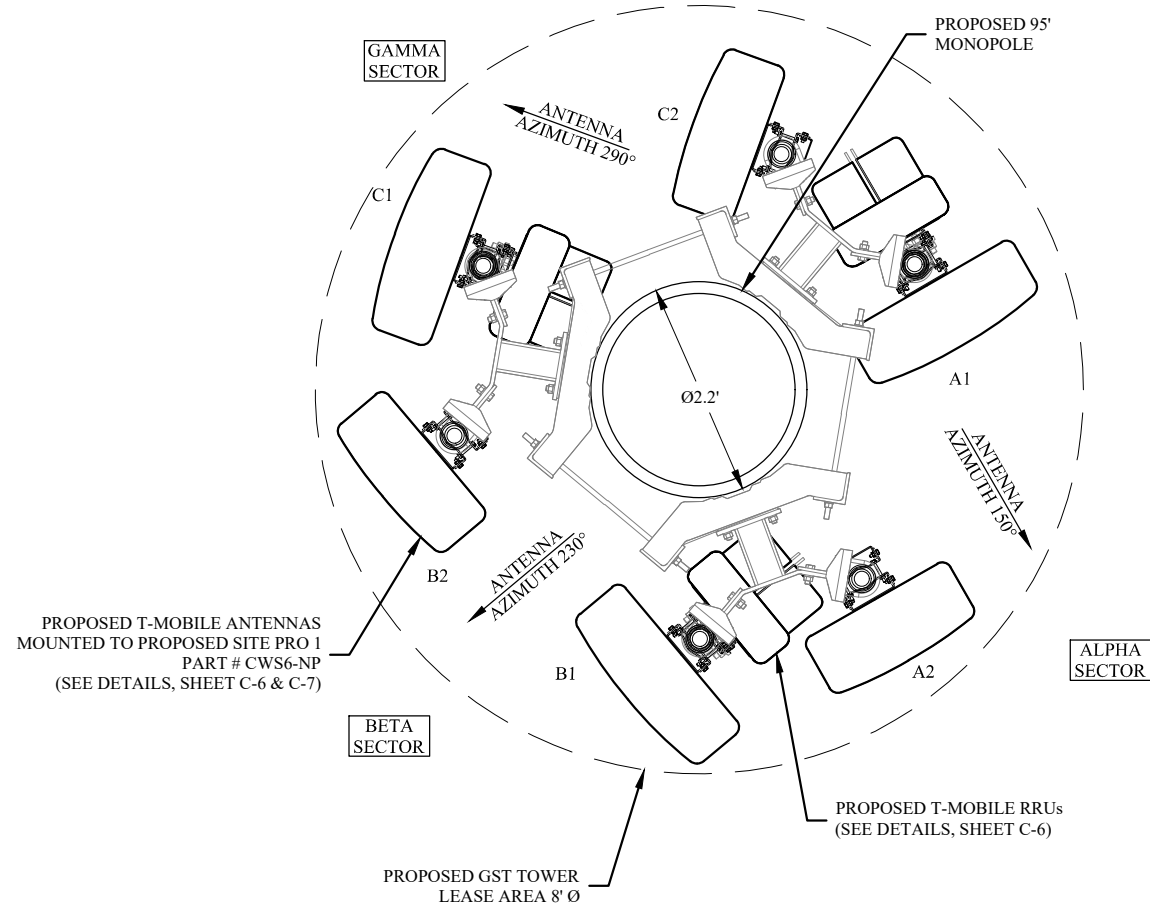 PROPOSED 95'
MONOPOLE
GAMMA
SECTOR
ANTENNA
AZIMUTH 290°
C2
C1
Ø2.2'
A1
ANTENNA
AZIMUTH 150°
ANTENNA
AZIMUTH 230°
B2
PROPOSED T-MOBILE ANTENNAS
MOUNTED TO PROPOSED SITE PRO 1
PART # CWS6-NP
(SEE DETAILS, SHEET C-6 & C-7)
B1
A2
ALPHA
SECTOR
BETA
SECTOR
PROPOSED T-MOBILE RRUs
(SEE DETAILS, SHEET C-6)
PROPOSED GST TOWER
LEASE AREA 8' Ø